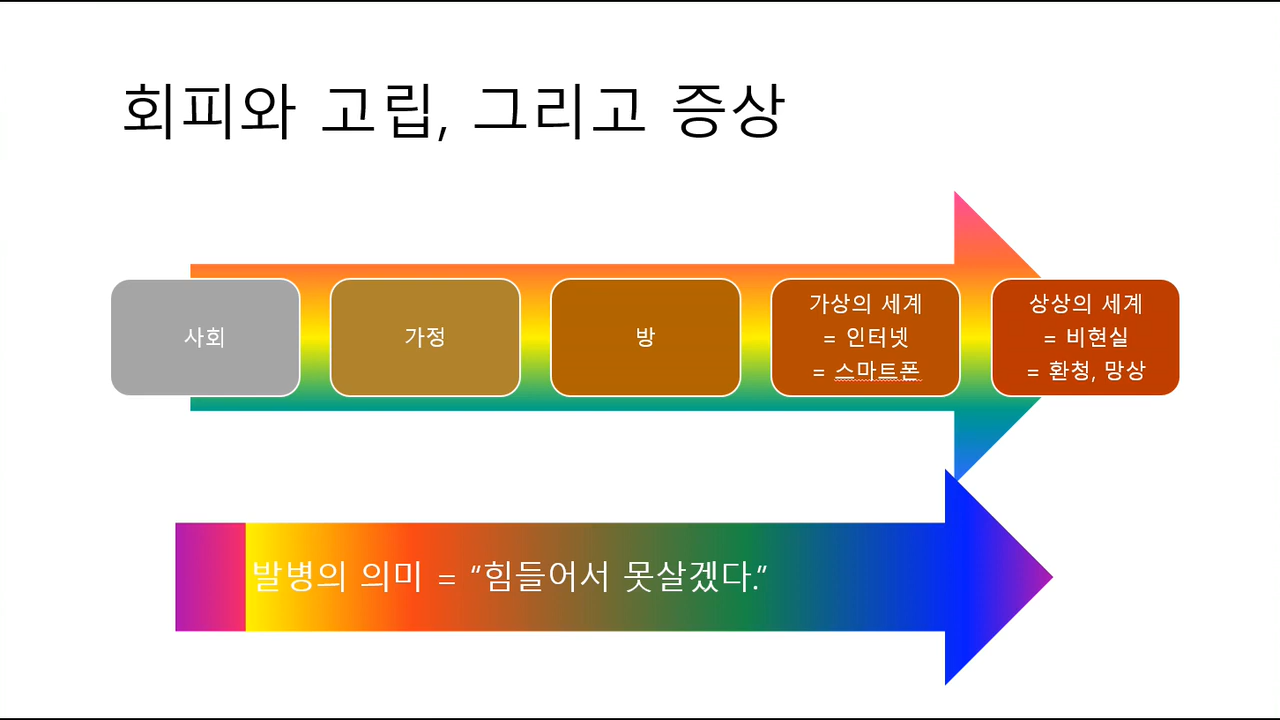 회피와 고립, 그리고 증상
사회
가정
방
가상의 세계
= 인터넷
= 스마트폰
상상의 세계
= 비현실
= 환청, 망상
발병의 의미 = “힘들어서 못살겠다.”